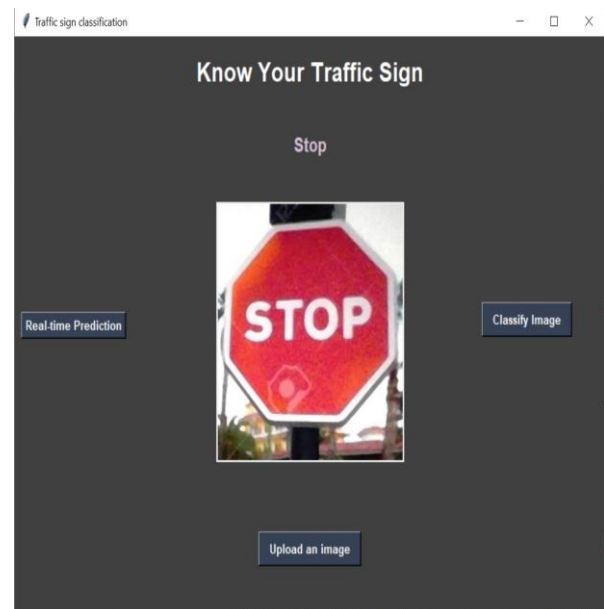 Traffic sign classification
Know Your Traffic Sign
Stop
STOP
Real-time Prediction
Classify Image
Upload an image